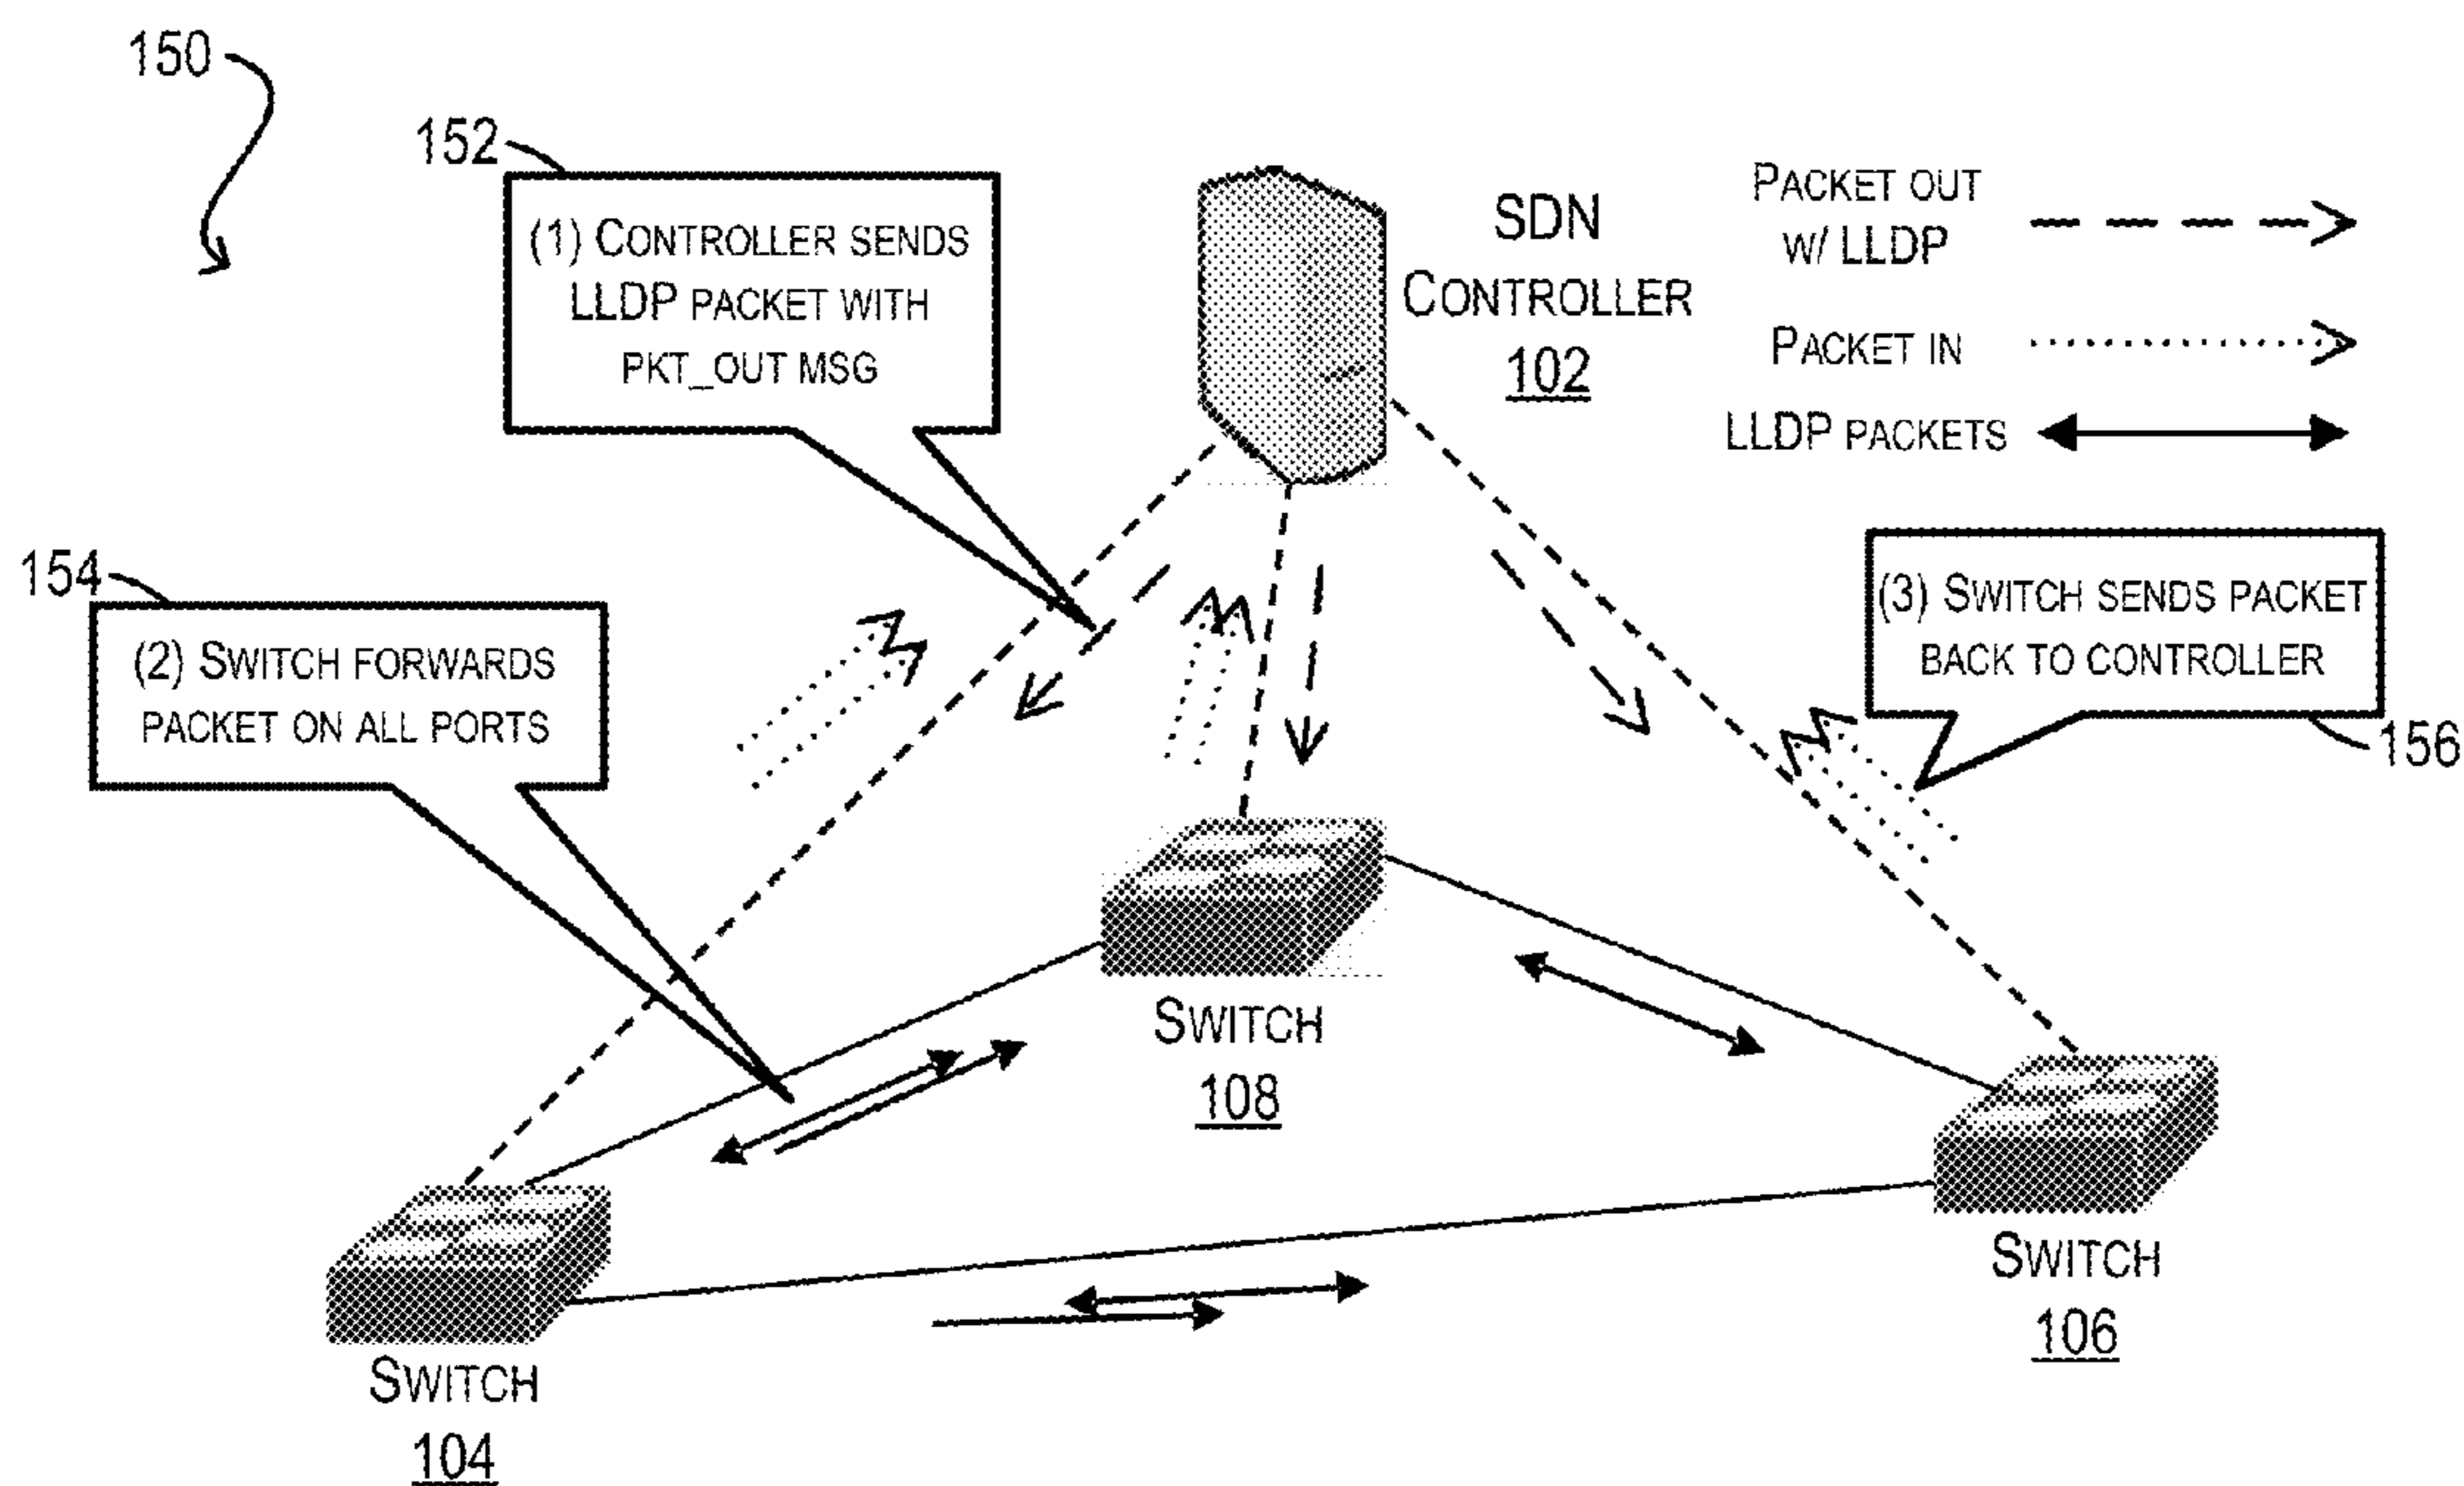 150
152
(1) CONTROLLER SENDS
LLDP PACKET WITH
PKT_OUT MSG
SDN
CONTROLLER
102
PACKET OUT
W/ LLDP
PACKET IN
LLDP PACKETS
154
(2) SWITCH FORWARDS
PACKET ON ALL PORTS
(3) SWITCH SENDS PACKET
BACK TO CONTROLLER
156
SWITCH
108
SWITCH
106
SWITCH
104